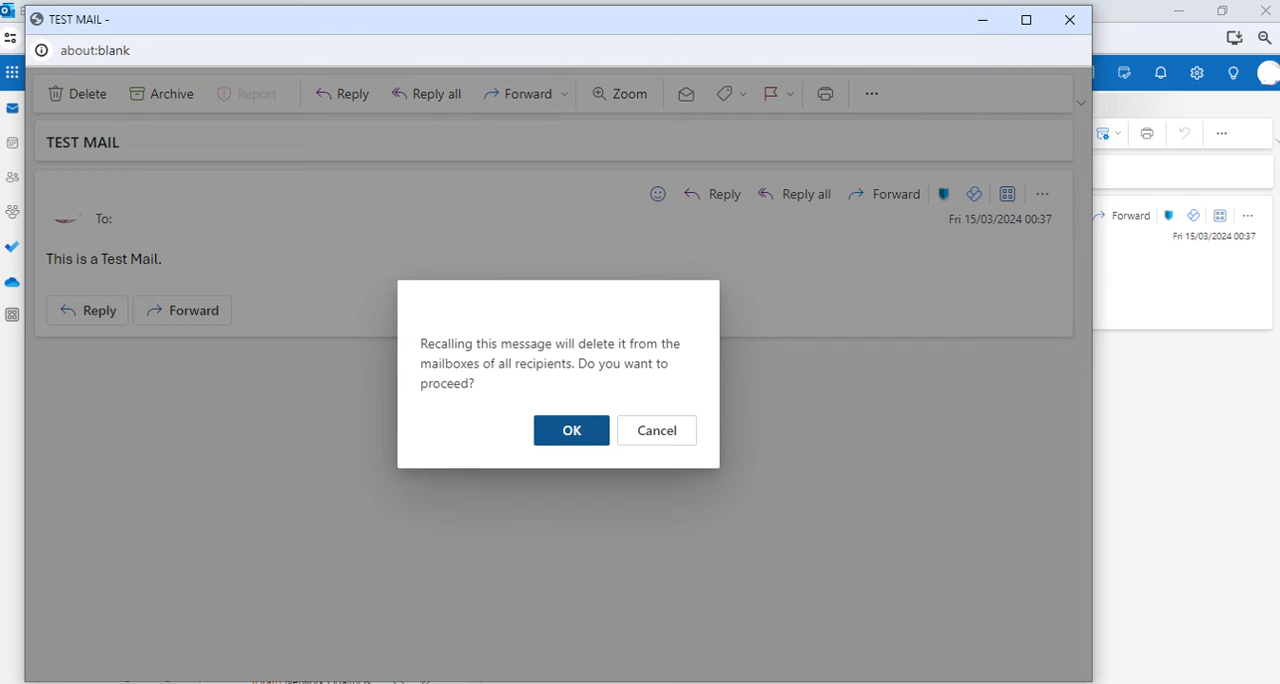 TEST MAIL -
about:blank
Delete Archive Report Reply Reply all Forward Zoom
TEST MAIL
Reply Reply all Forward
To:
Fri 15/03/2024 00:37
This is a Test Mail.
Reply Forward
Recalling this message will delete it from the
mailboxes of all recipients. Do you want to
proceed?
OK Cancel
Forward
Fri 15/03/2024 00:37